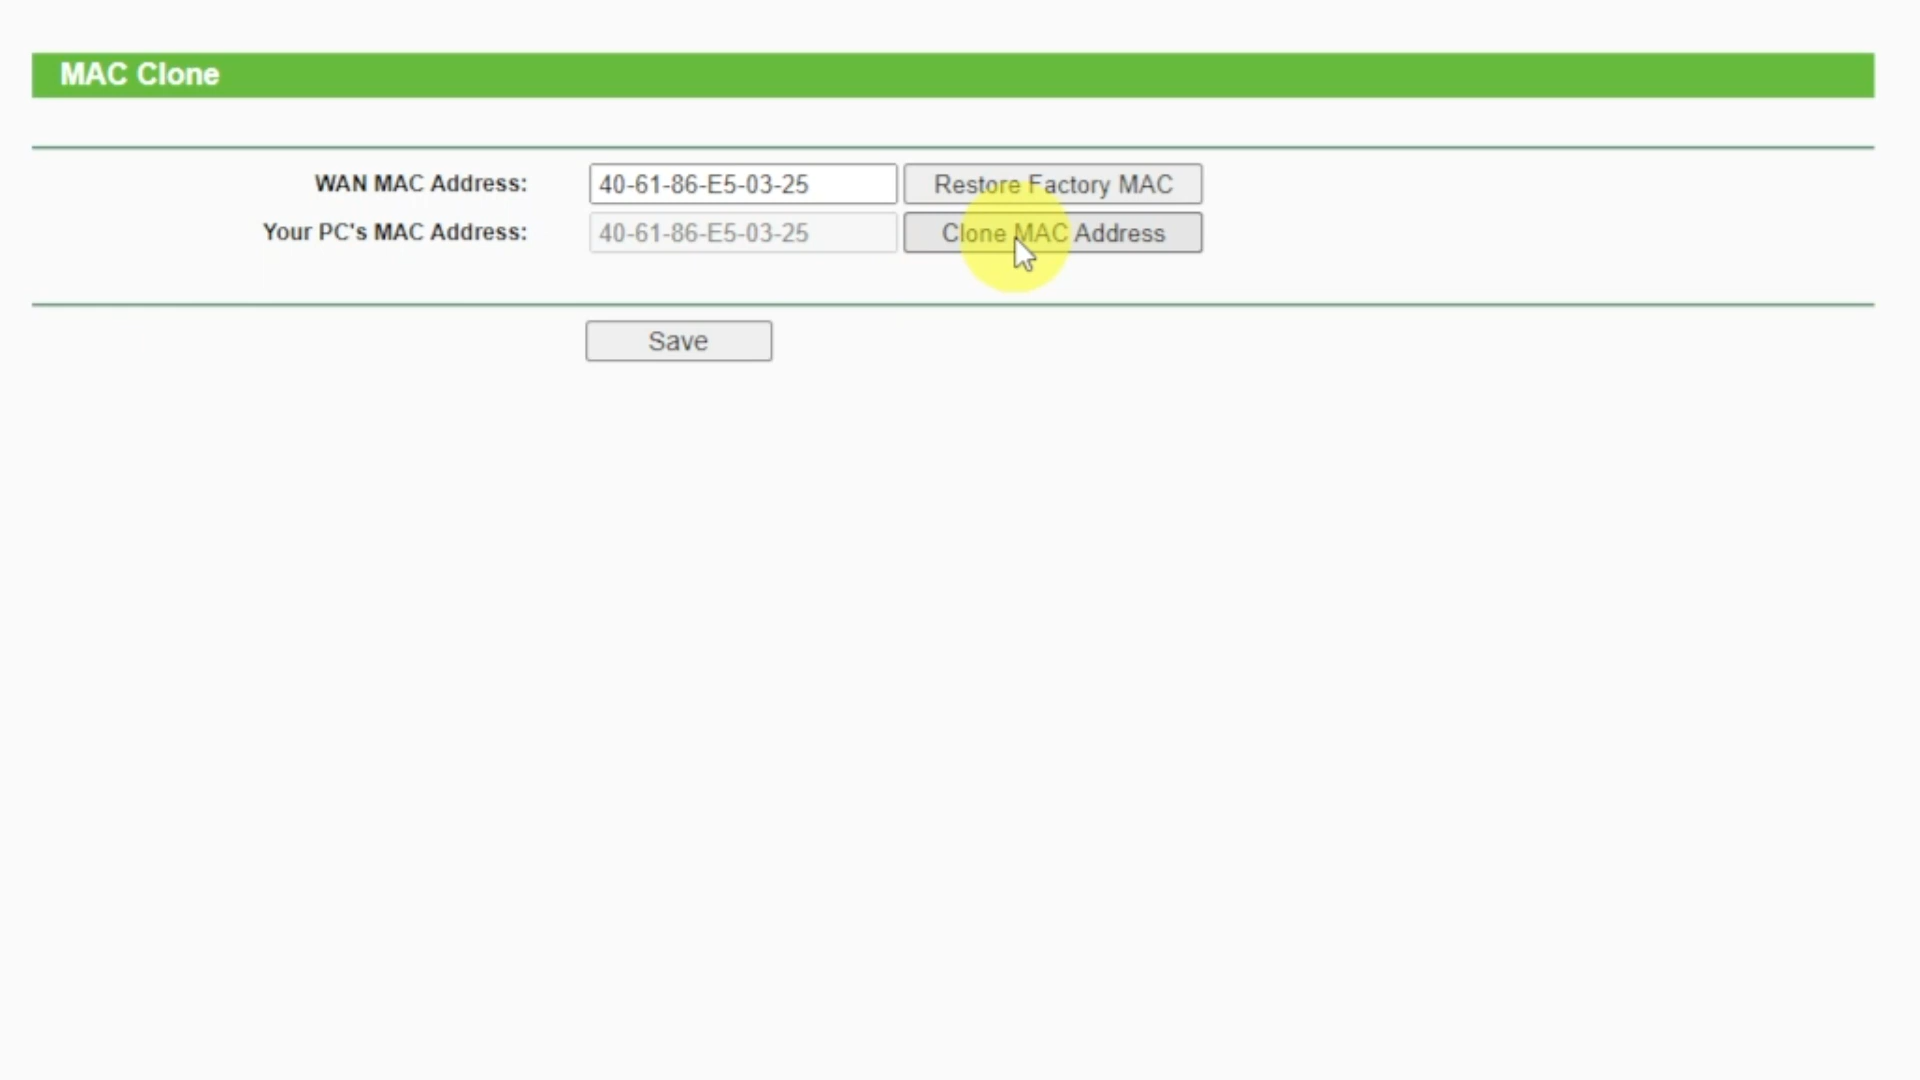 MAC Clone
WAN MAC Address: 40-61-86-E5-03-25 Restore Factory MAC
Your PC's MAC Address: 40-61-86-E5-03-25 Clone MAC Address
Save